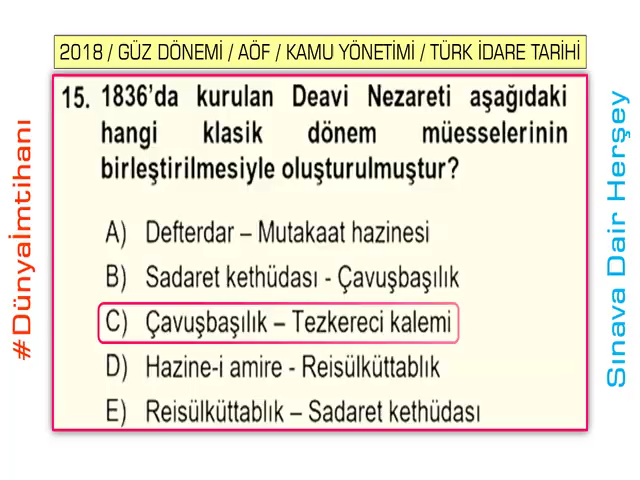 2018 / GÜZ DÖNEMİ / AÖF / KAMU YÖNETİMİ / TÜRK İDARE TARİHİ
#Dünyaİmtihanı
15. 1836’da kurulan Deavi Nezareti aşağıdaki
hangi klasik dönem müesselerinin
birleştirilmesiyle oluşturulmuştur?
A) Defterdar – Mutakaat hazinesi
B) Sadaret kethüdası - Çavuşbaşılık
C) Çavuşbaşılık – Tezkereci kalemi
D) Hazine-i amire - Reisülküttablık
E) Reisülküttablık – Sadaret kethüdası
Sınava Dair Herşey